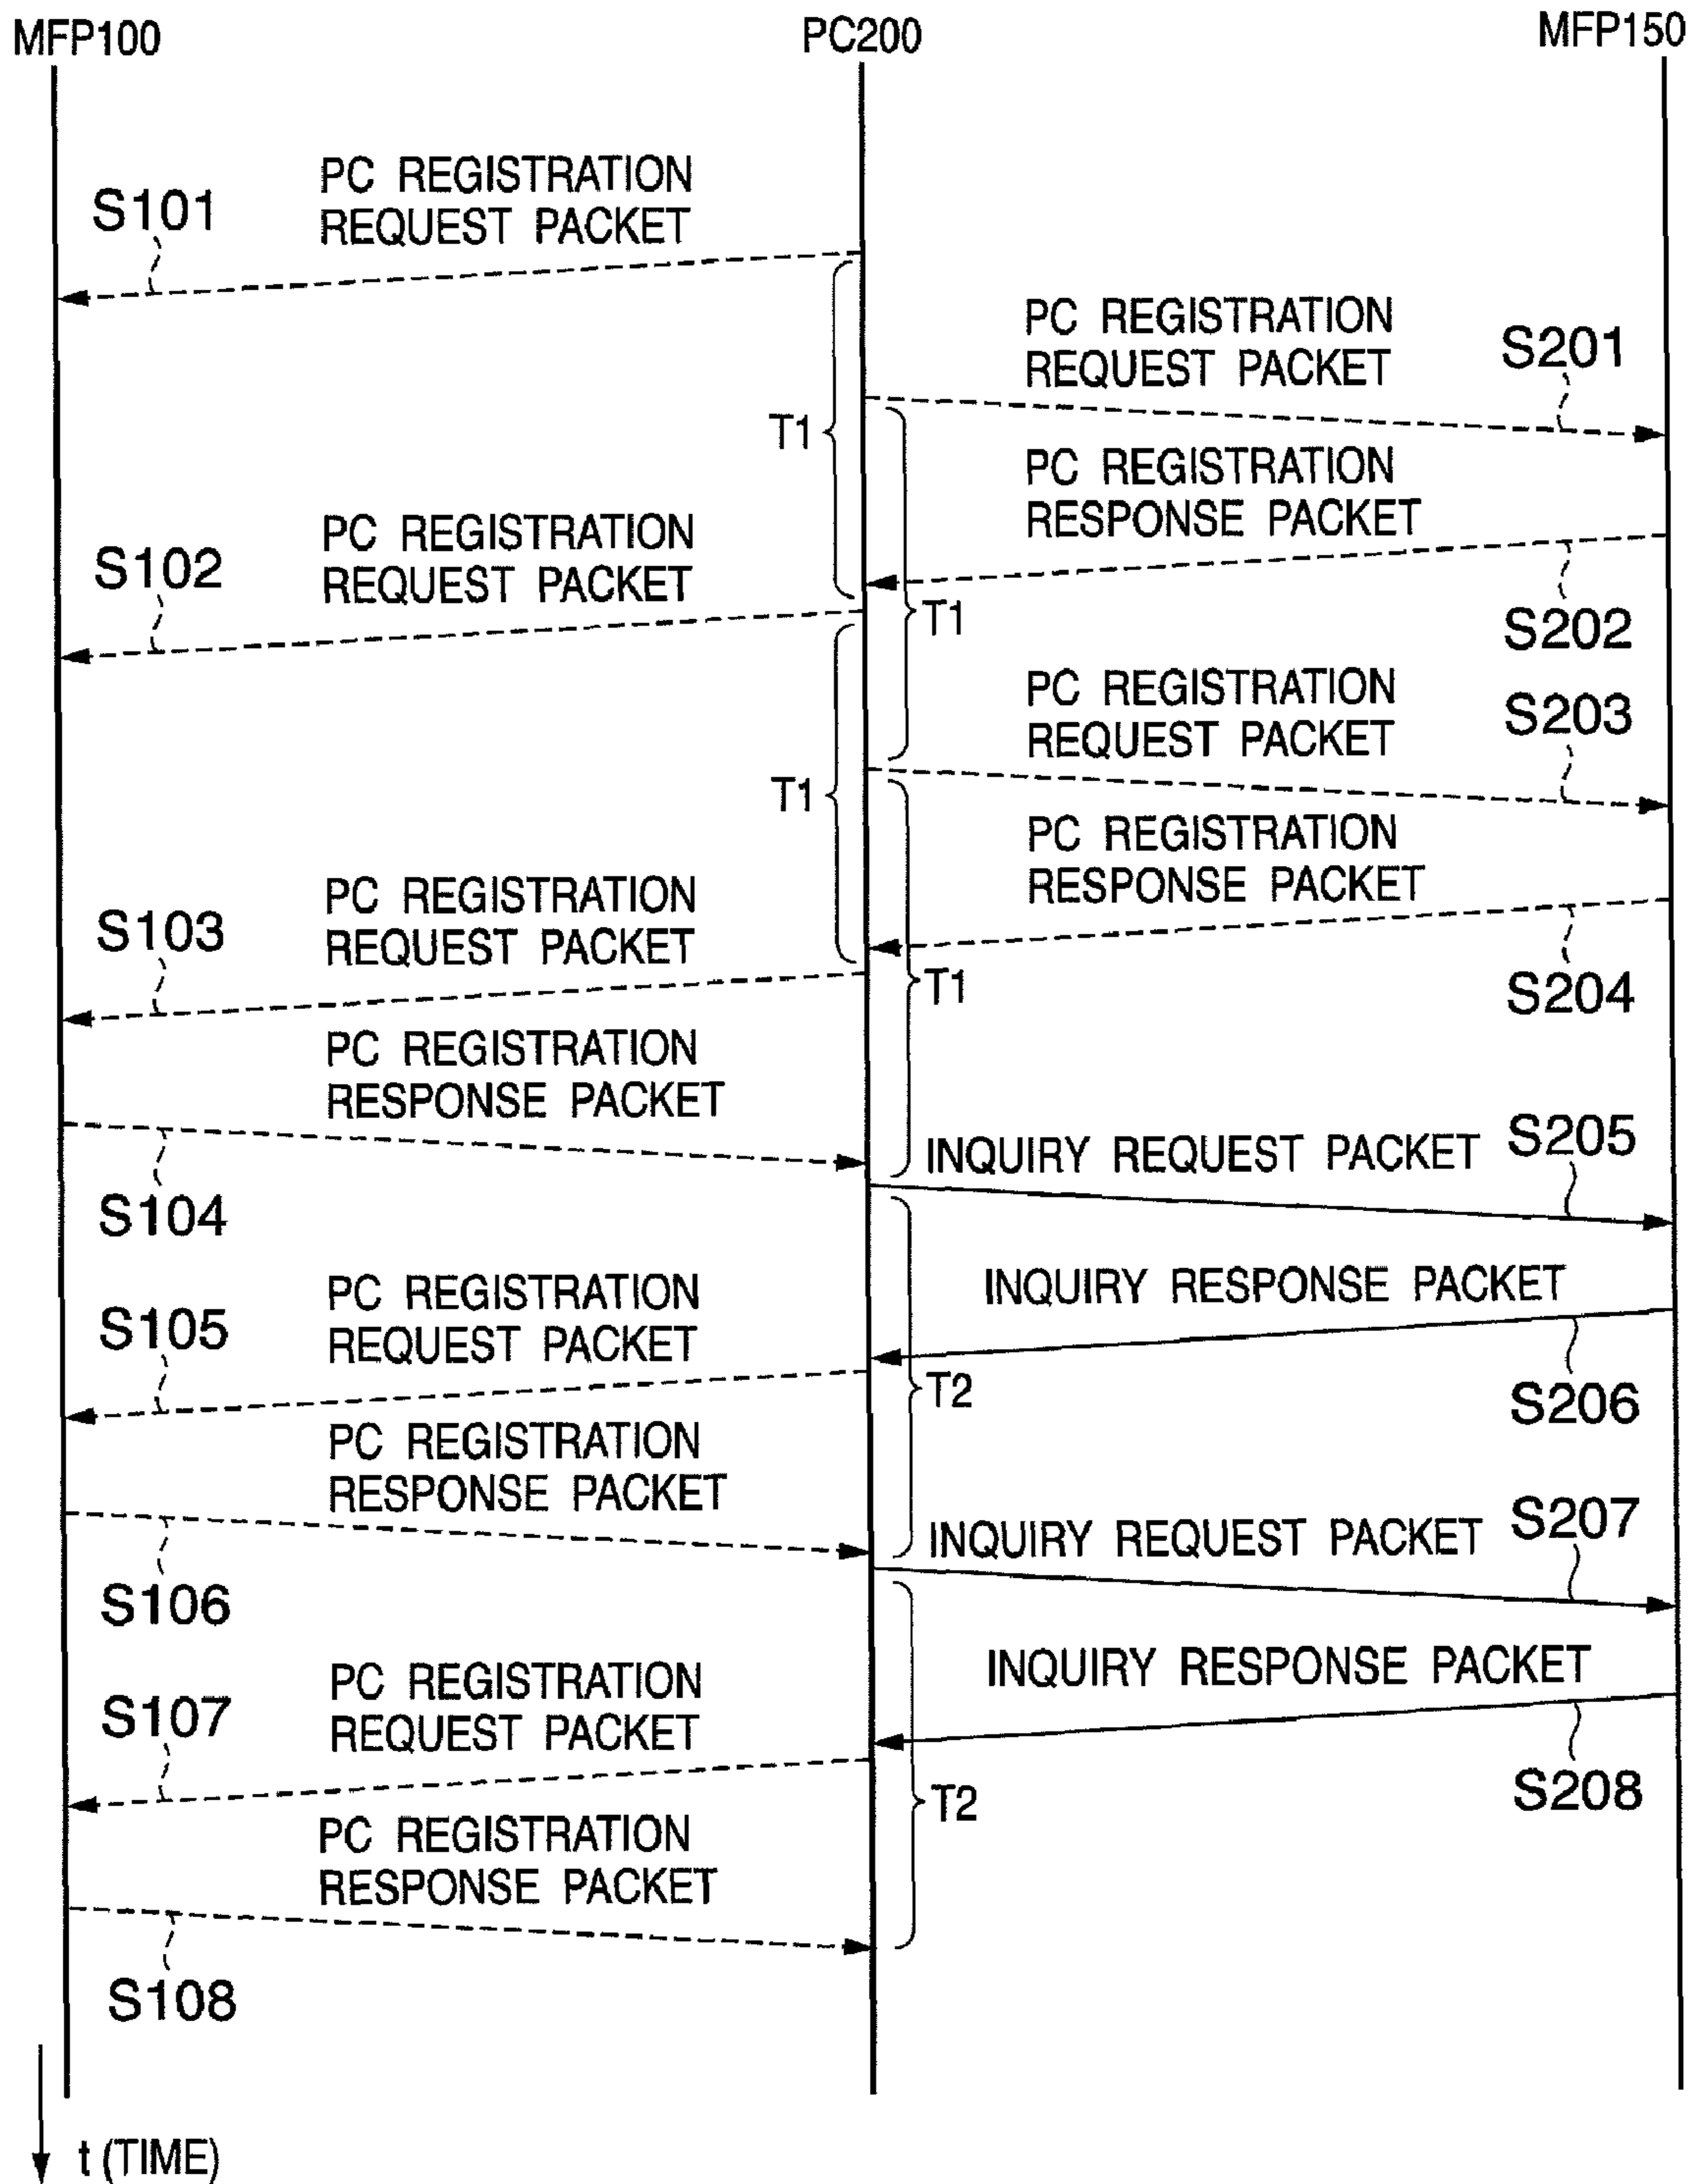 MFP100
PC200
MFP150
PC REGISTRATION
REQUEST PACKET
S101
PC REGISTRATION
REQUEST PACKET
S201
T1
PC REGISTRATION
RESPONSE PACKET
S202
PC REGISTRATION
REQUEST PACKET
S102
T1
PC REGISTRATION
REQUEST PACKET
S203
T1
PC REGISTRATION
RESPONSE PACKET
S204
PC REGISTRATION
REQUEST PACKET
S103
T1
PC REGISTRATION
RESPONSE PACKET
S104
INQUIRY REQUEST PACKET
S205
INQUIRY RESPONSE PACKET
S206
PC REGISTRATION
REQUEST PACKET
S105
T2
PC REGISTRATION
RESPONSE PACKET
S106
INQUIRY REQUEST PACKET
S207
INQUIRY RESPONSE PACKET
S208
PC REGISTRATION
REQUEST PACKET
S107
T2
PC REGISTRATION
RESPONSE PACKET
S108
t (TIME)